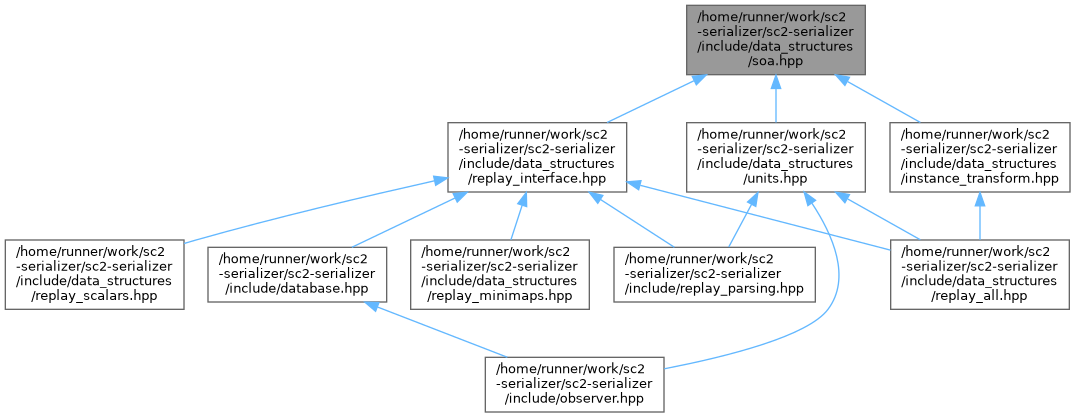 /home/runner/work/sc2
-serializer/sc2-serializer
/include/data_structures
/soa.hpp
/home/runner/work/sc2
-serializer/sc2-serializer
/include/data_structures
/replay_interface.hpp
/home/runner/work/sc2
-serializer/sc2-serializer
/include/data_structures
/units.hpp
/home/runner/work/sc2
-serializer/sc2-serializer
/include/data_structures
/instance_transform.hpp
/home/runner/work/sc2
-serializer/sc2-serializer
/include/data_structures
/replay_scalars.hpp
/home/runner/work/sc2
-serializer/sc2-serializer
/include/database.hpp
/home/runner/work/sc2
-serializer/sc2-serializer
/include/data_structures
/replay_minimaps.hpp
/home/runner/work/sc2
-serializer/sc2-serializer
/include/replay_parsing.hpp
/home/runner/work/sc2
-serializer/sc2-serializer
/include/data_structures
/replay_all.hpp
/home/runner/work/sc2
-serializer/sc2-serializer
/include/observer.hpp